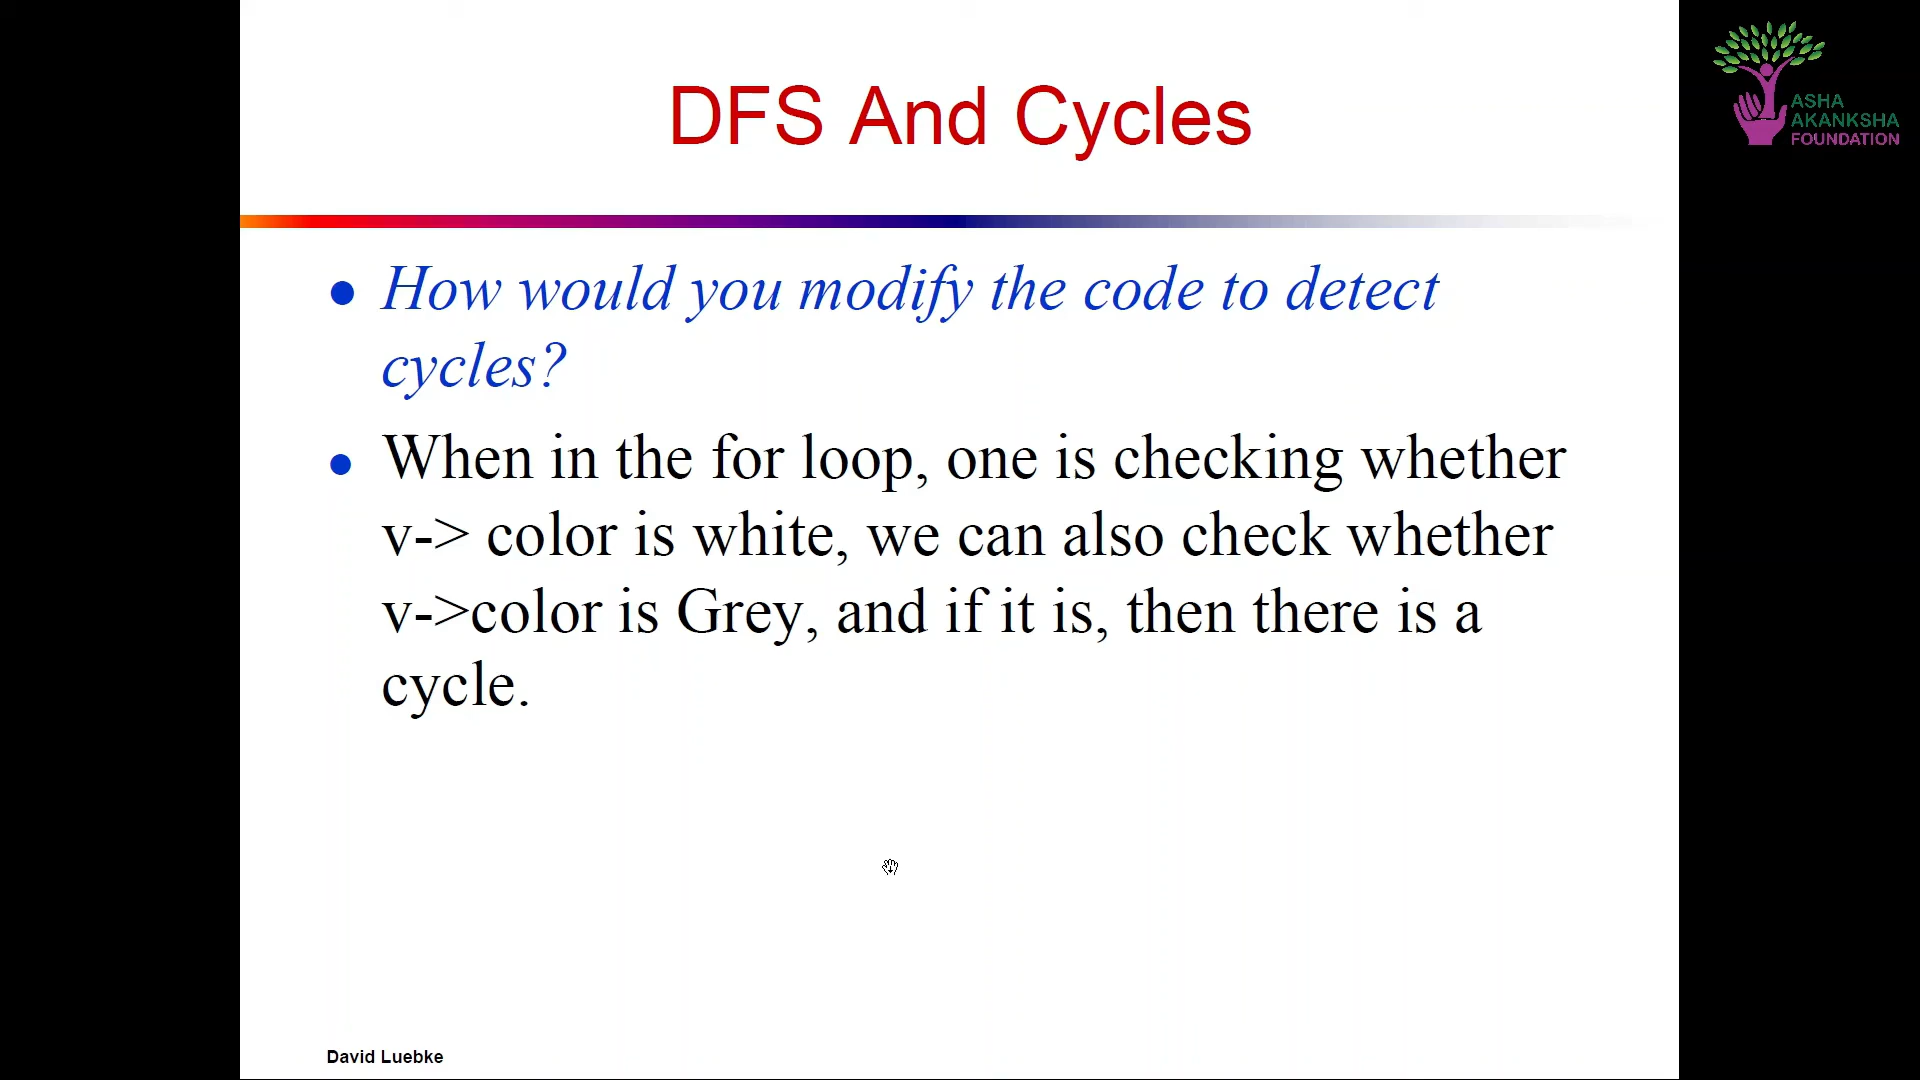 DFS And Cycles
ASHA
AKANKSHA
FOUNDATION
• How would you modify the code to detect
cycles?
• When in the for loop, one is checking whether
v-> color is white, we can also check whether
v->color is Grey, and if it is, then there is a
cycle.
David Luebke